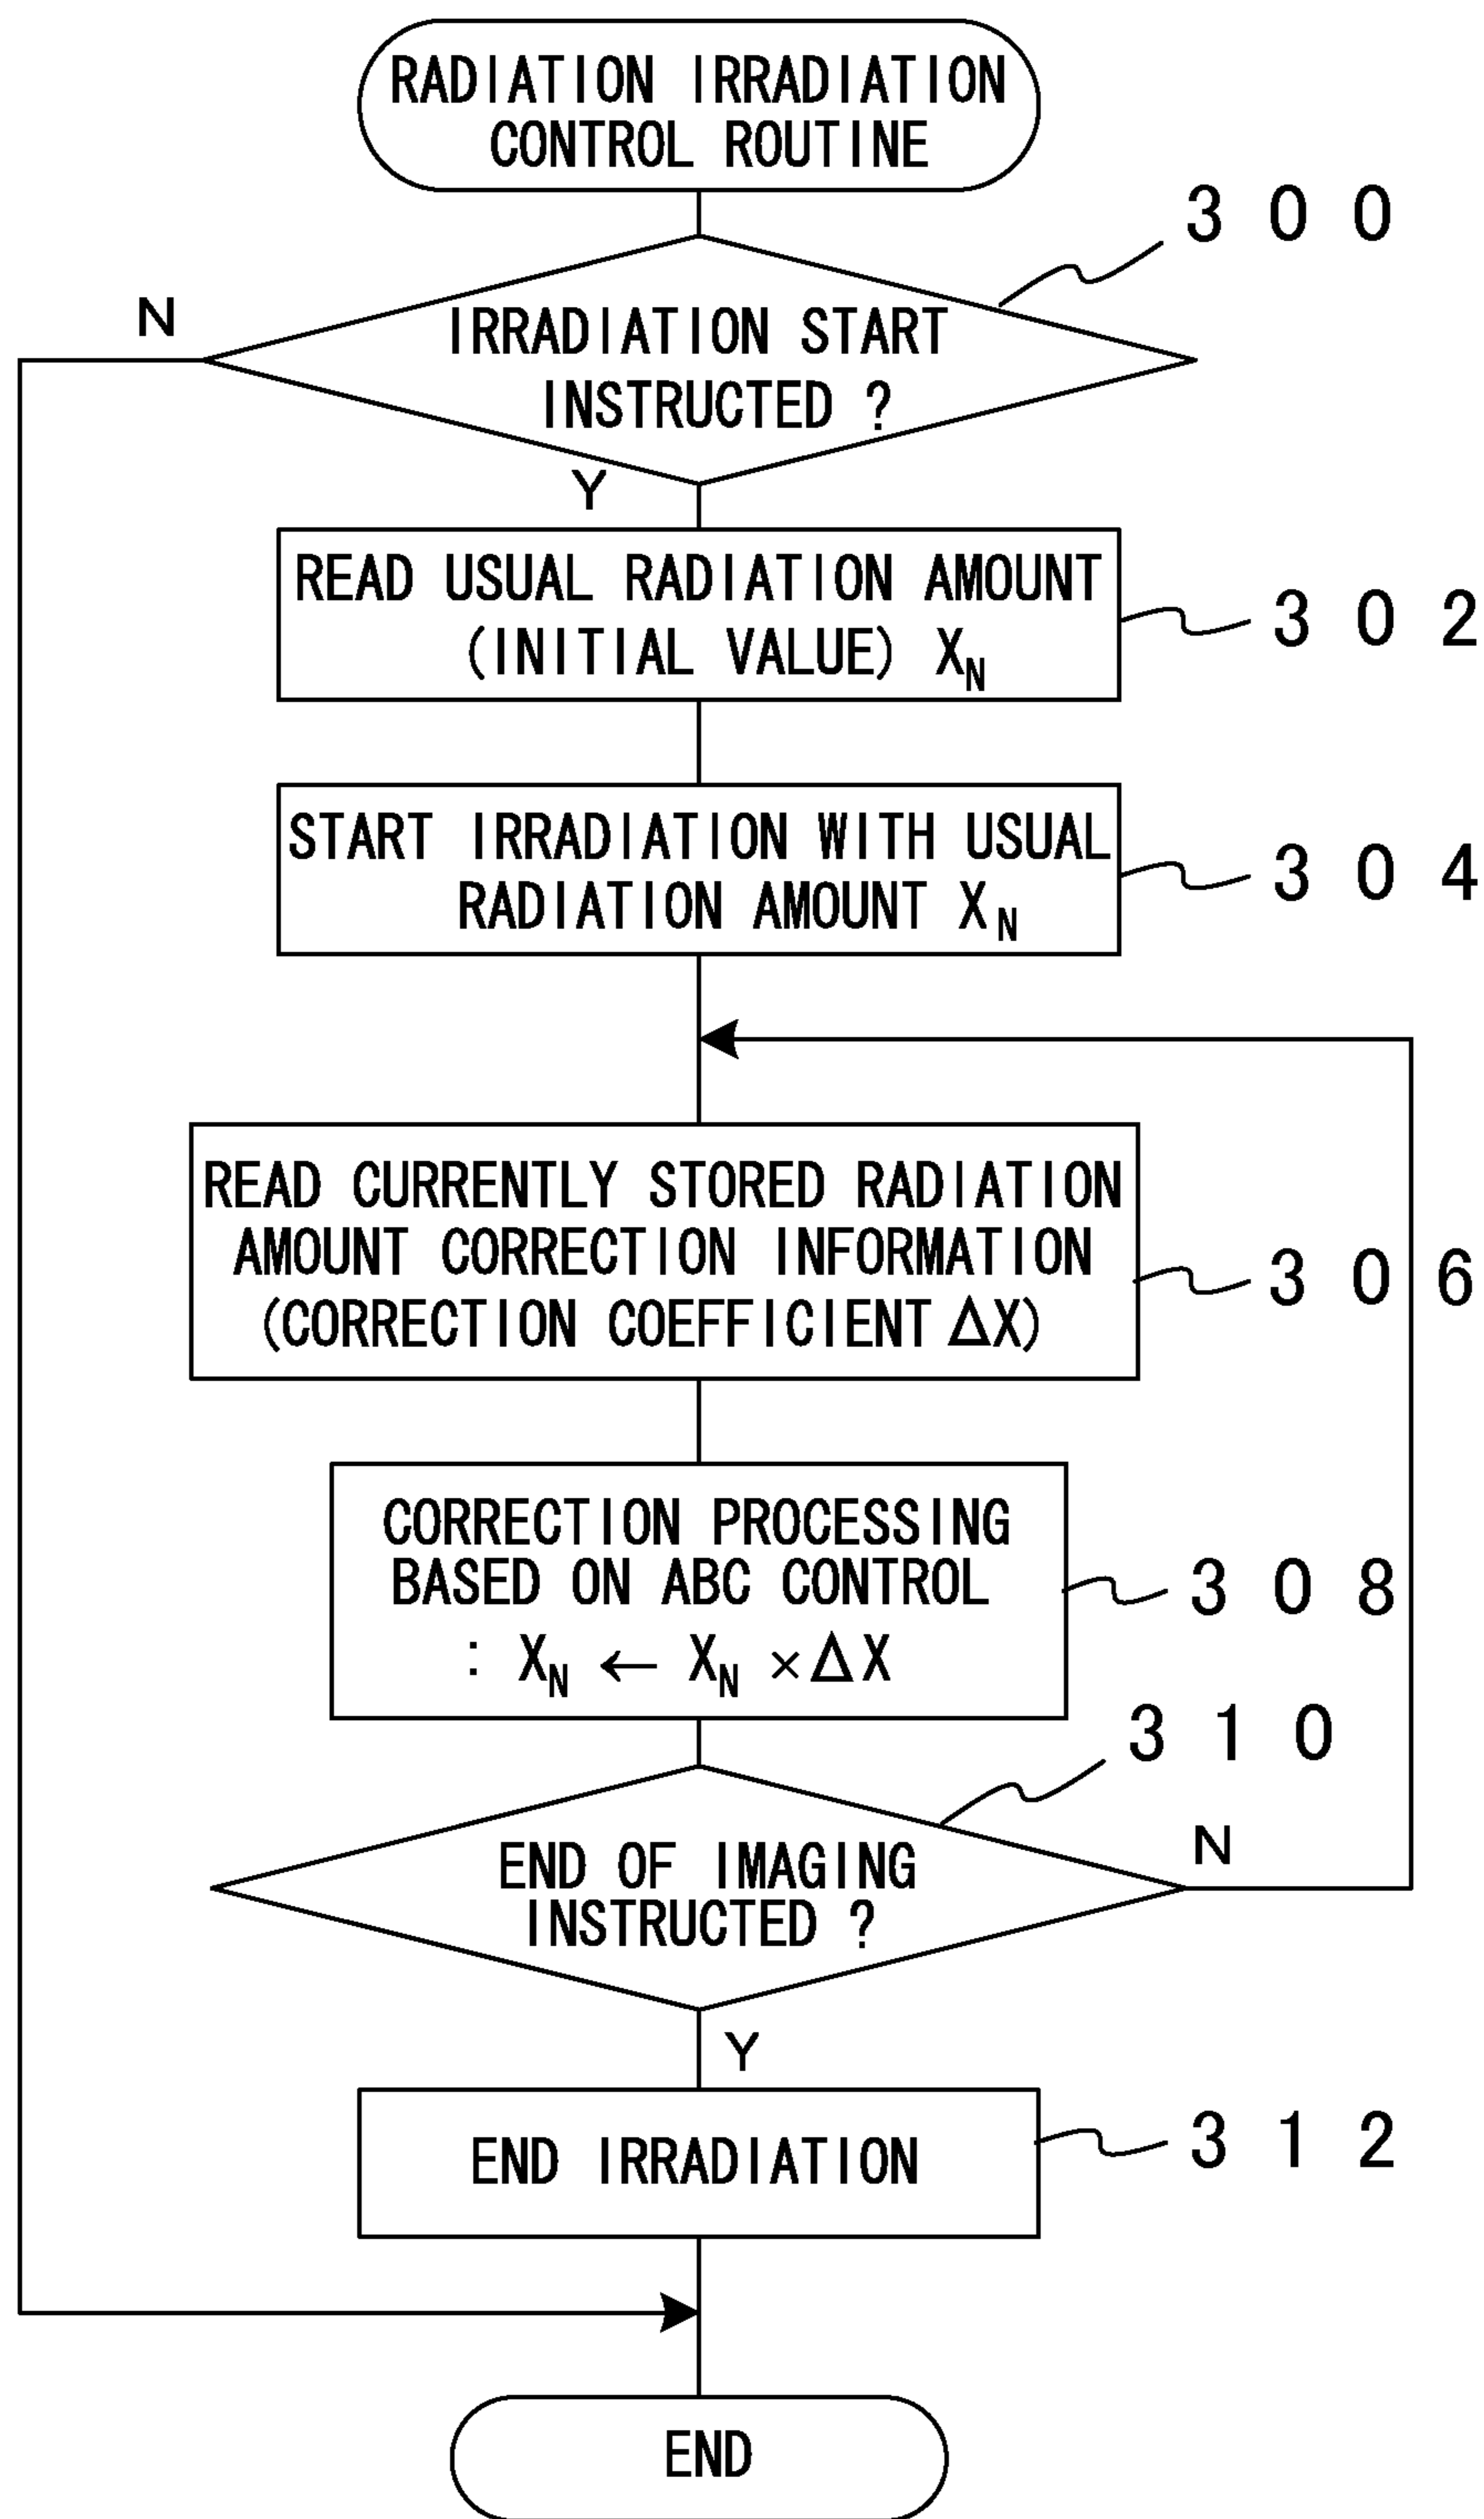 RADIATION IRRADIATION
CONTROL ROUTINE
300
N
IRRADIATION START
INSTRUCTED ?
Y
READ USUAL RADIATION AMOUNT
(INITIAL VALUE) XN
302
START IRRADIATION WITH USUAL
RADIATION AMOUNT XN
304
READ CURRENTLY STORED RADIATION
AMOUNT CORRECTION INFORMATION
(CORRECTION COEFFICIENT ΔX)
306
CORRECTION PROCESSING
BASED ON ABC CONTROL
: XN ← XN × ΔX
308
310
END OF IMAGING
INSTRUCTED ?
N
Y
END IRRADIATION
312
END